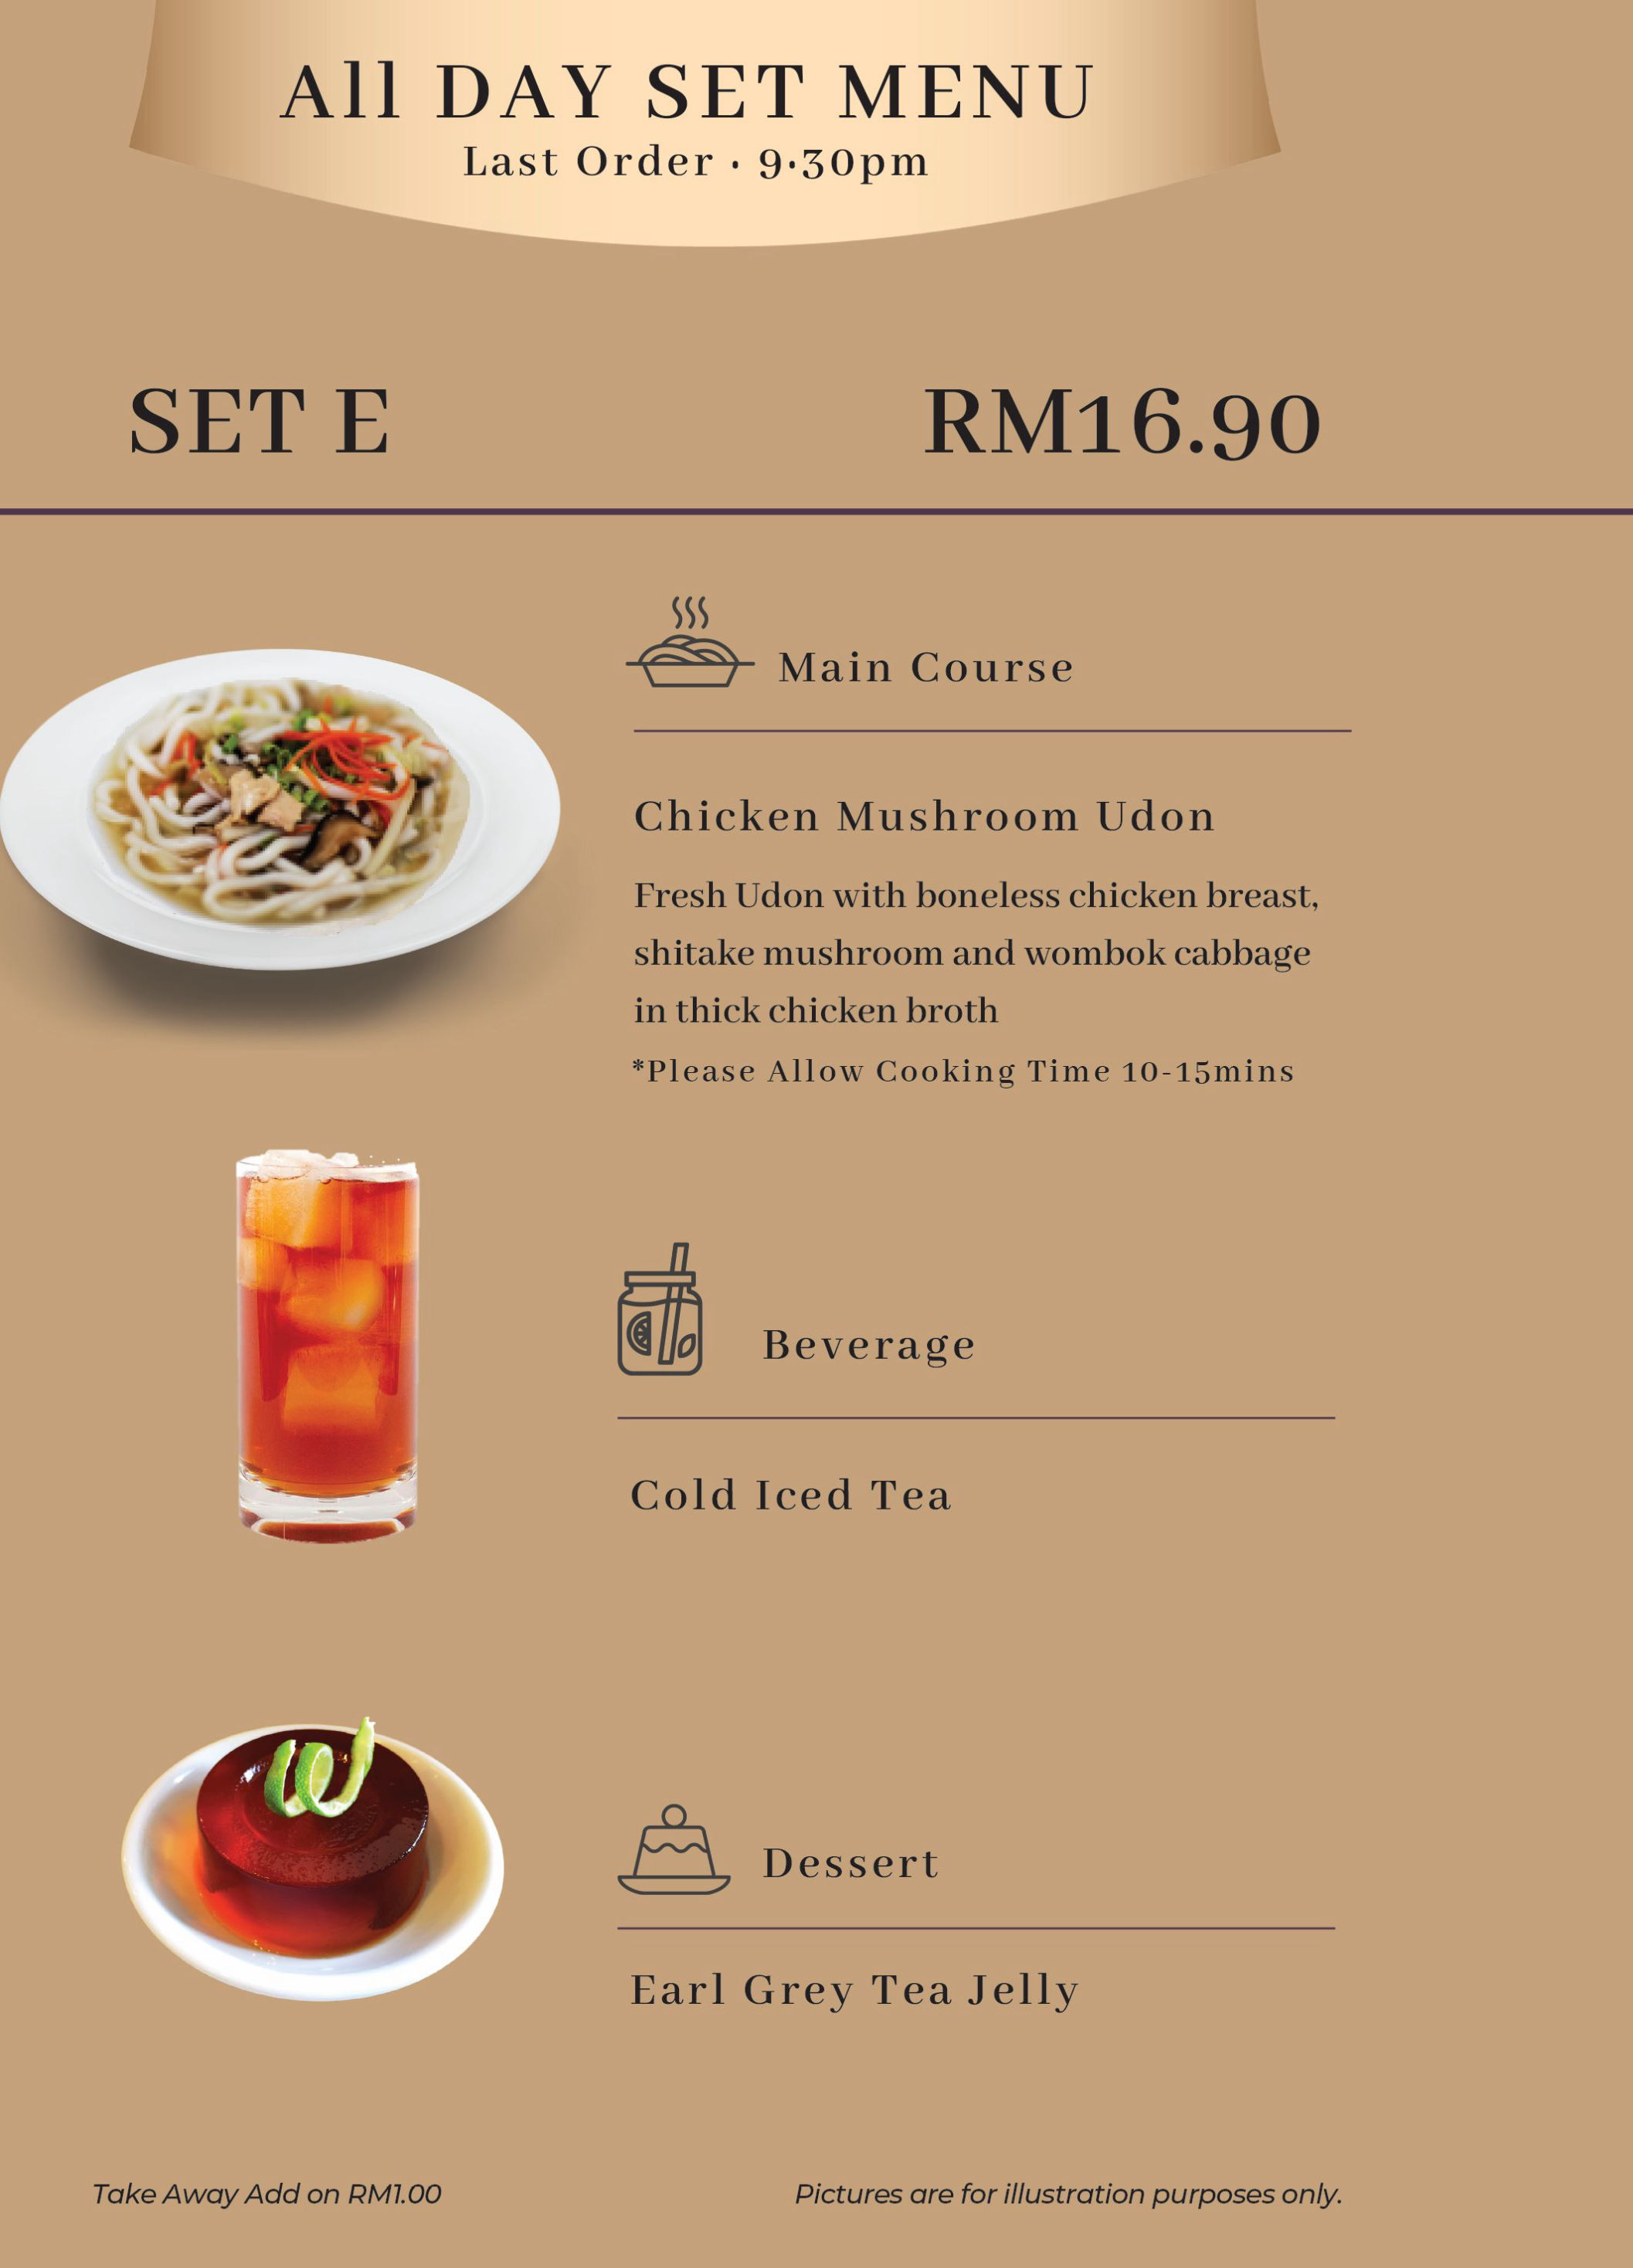 All DAY SET MENU
Last Order · 9·30pm
SET E
RM16.90
Main Course
Chicken Mushroom Udon
Fresh Udon with boneless chicken breast,
shitake mushroom and wombok cabbage
in thick chicken broth
*Please Allow Cooking Time 10-15mins
Beverage
Cold Iced Tea
Dessert
Earl Grey Tea Jelly
Take Away Add on RM1.00
Pictures are for illustration purposes only.